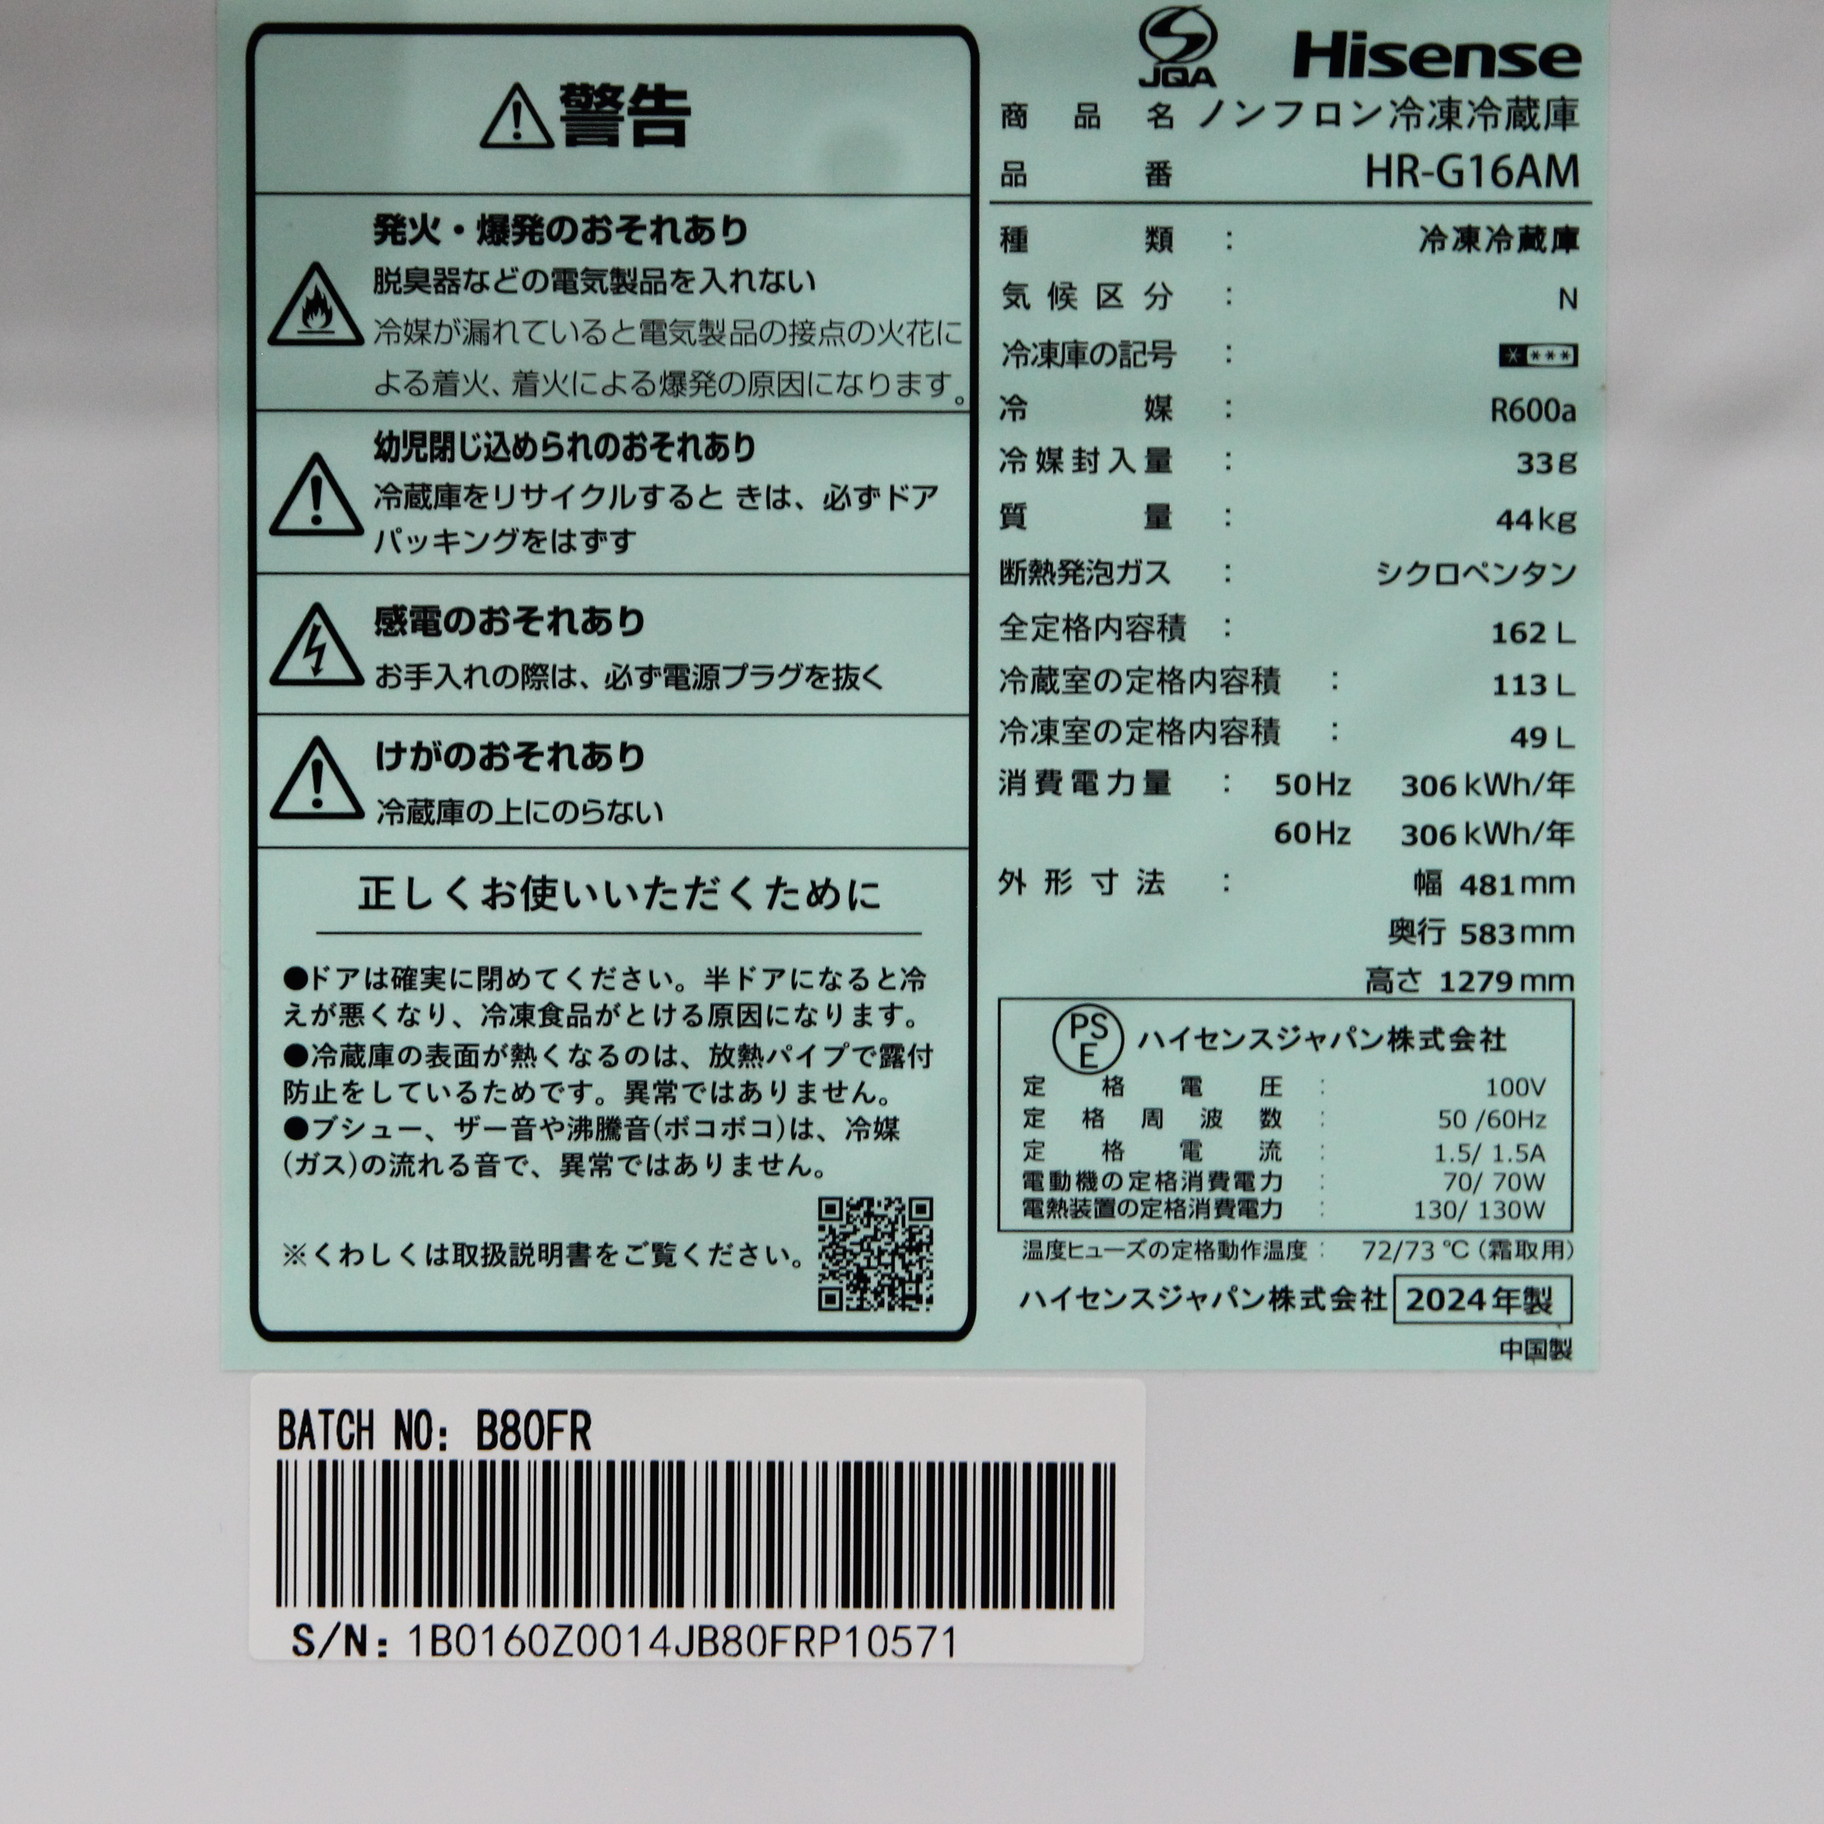 警告
発火・爆発のおそれあり
脱臭器などの電気製品を入れない
冷媒が漏れていると電気製品の接点の火花に
よる着火、着火による爆発の原因になります。
幼児閉じ込められのおそれあり
冷蔵庫をリサイクルすると きは、必ずドア
パッキングをはずす
感電のおそれあり
お手入れの際は、必ず電源プラグを抜く
けがのおそれあり
冷蔵庫の上にのらない
正しくお使いいただくために
●ドアは確実に閉めてください。半ドアになると冷
えが悪くなり、冷凍食品がとける原因になります。
●冷蔵庫の表面が熱くなるのは、放熱パイプで露付
防止をしているためです。異常ではありません。
●ブシュー、ザー音や沸騰音(ボコボコ)は、冷媒
(ガス)の流れる音で、異常ではありません。
※くわしくは取扱説明書をご覧ください。
JQA Hisense
商品名 ノンフロン冷凍冷蔵庫
品番 HR-G16AM
種類 : 冷凍冷蔵庫
気候区分 : N
冷凍庫の記号 : * ***
冷媒 : R600a
冷媒封入量 : 33g
質量 : 44kg
断熱発泡ガス : シクロペンタン
全定格内容積 : 162 L
冷蔵室の定格内容積 : 113 L
冷凍室の定格内容積 : 49 L
消費電力量 : 50Hz 306kWh/年
60Hz 306kWh/年
外形寸法 : 幅 481mm
奥行 583mm
高さ 1279mm
PSE ハイセンスジャパン株式会社
定格電圧 : 100V
定格周波数 : 50 /60Hz
定格電流 : 1.5/ 1.5A
電動機の定格消費電力 : 70/ 70W
電熱装置の定格消費電力 : 130/ 130W
温度ヒューズの定格動作温度 : 72/73 ℃ (霜取用)
ハイセンスジャパン株式会社 2024年製
中国製
BATCH NO: B80FR
S/N: 1B0160Z0014JB80FRP10571